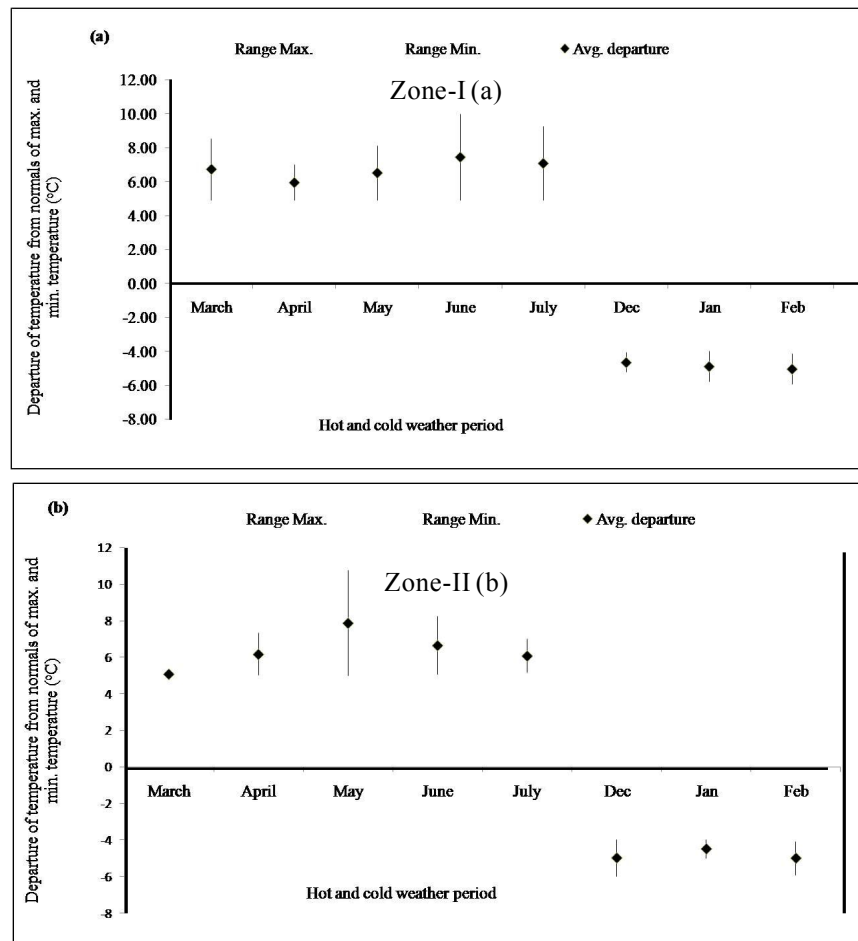 (a)
Range Max. Range Min. Avg. departure
Zone-I (a)
12.00
10.00
8.00
6.00
4.00
2.00
0.00
-2.00
-4.00
-6.00
-8.00
Departure of temperature from normals of max. and
min. temperature (°C)
March April May June July Dec Jan Feb
Hot and cold weather period
(b)
Range Max. Range Min. Avg. departure
Zone-II (b)
12
10
8
6
4
2
0
-2
-4
-6
-8
Departure of temperature from normals of max. and
min. temperature (°C)
March April May June July Dec Jan Feb
Hot and cold weather period